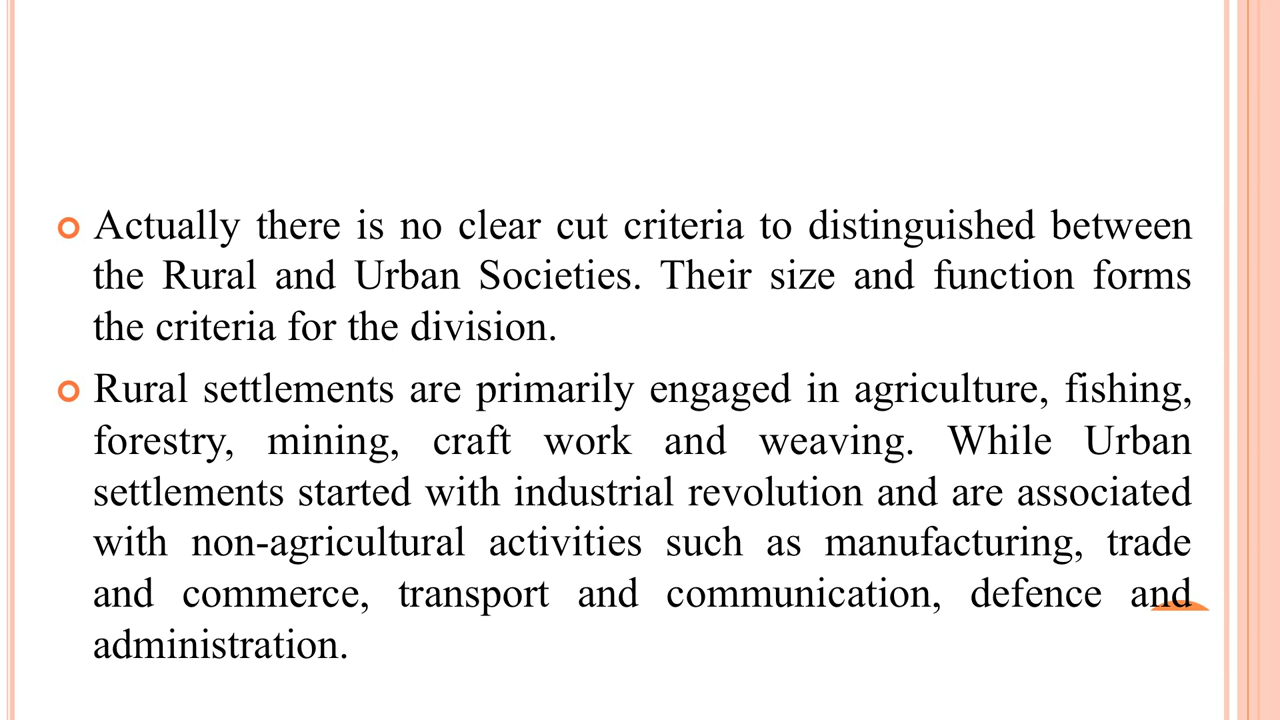 Actually there is no clear cut criteria to distinguished between
the Rural and Urban Societies. Their size and function forms
the criteria for the division.
Rural settlements are primarily engaged in agriculture, fishing,
forestry, mining, craft work and weaving. While Urban
settlements started with industrial revolution and are associated
with non-agricultural activities such as manufacturing, trade
and commerce, transport and communication, defence and
administration.